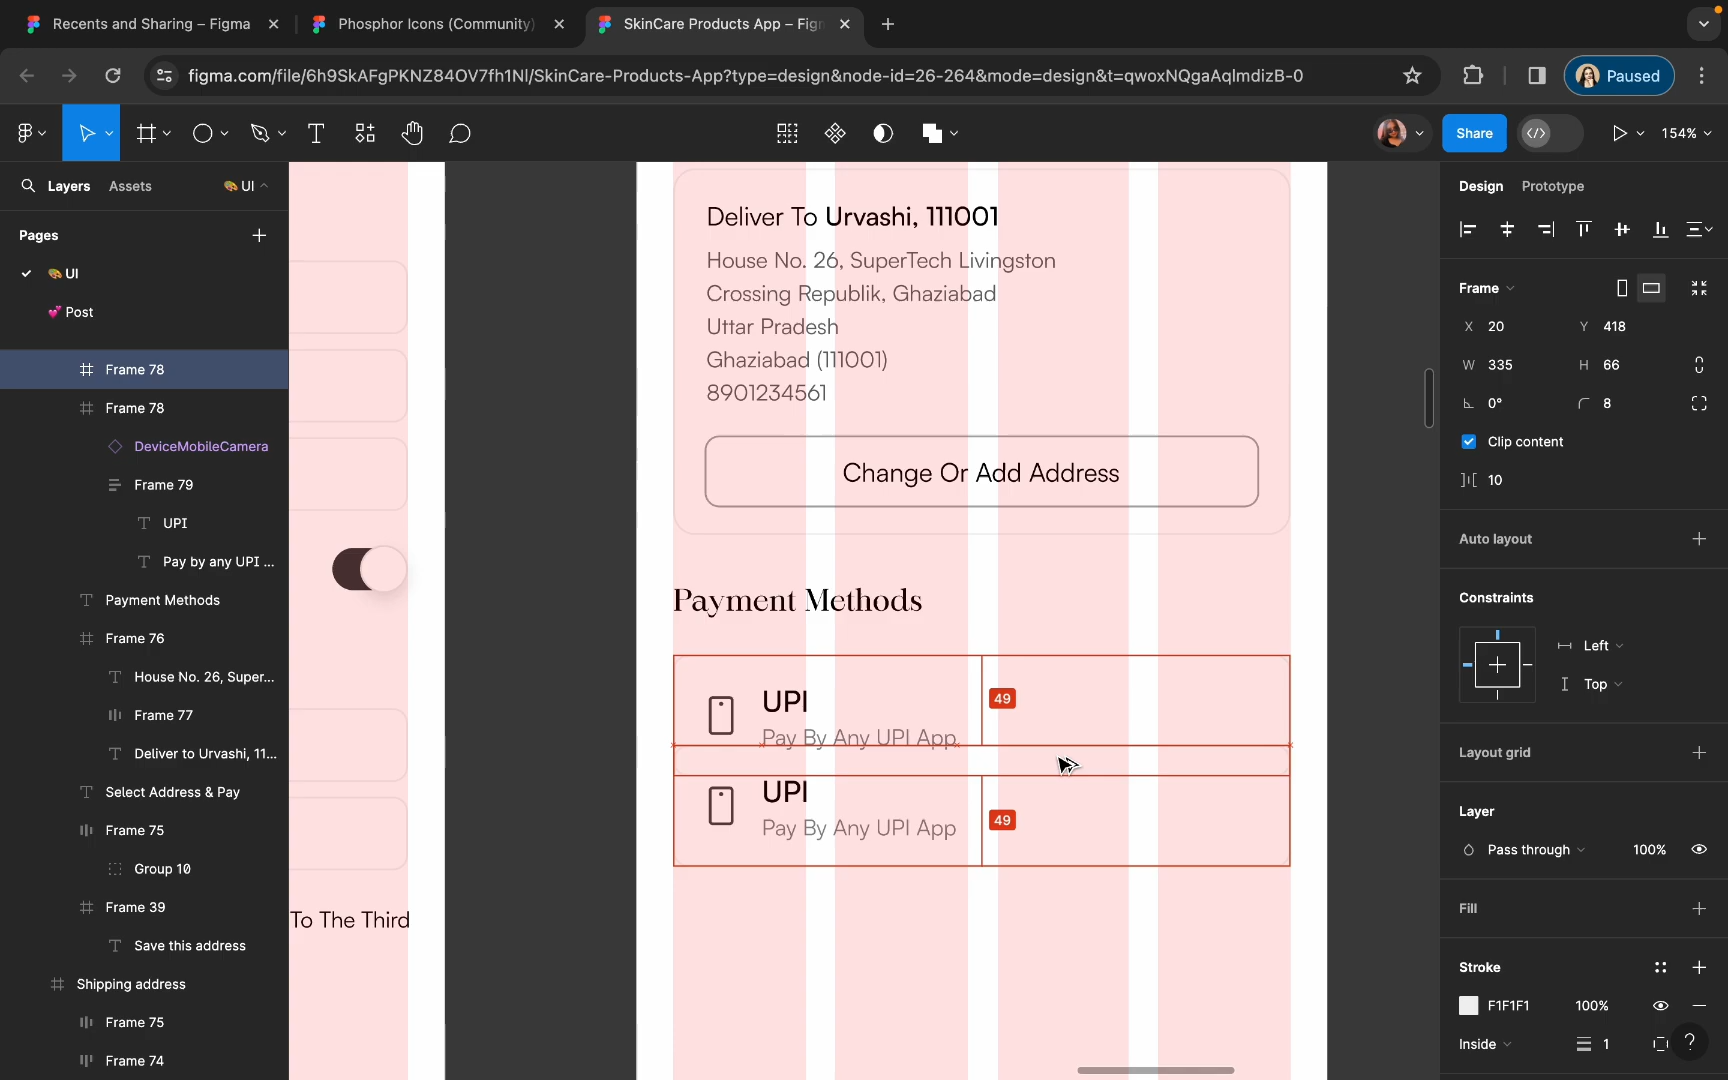 Recents and Sharing – Figma
Phosphor Icons (Community)
SkinCare Products App – Figm
figma.com/file/6h9SkAFgPKNZ84OV7fh1NI/SkinCare-Products-App?type=design&node-id=26-264&mode=design&t=qwoxNQgaAqlmdizB-0
Paused
Share
154%
Layers
Assets
UI
Pages
UI
Post
Frame 78
Frame 78
DeviceMobileCamera
Frame 79
UPI
Pay by any UPI ...
Payment Methods
Frame 76
House No. 26, Super...
Frame 77
Deliver to Urvashi, 11...
Select Address & Pay
Frame 75
Group 10
Frame 39
Save this address
Shipping address
Frame 75
Frame 74
To The Third
Deliver To Urvashi, 111001
House No. 26, SuperTech Livingston
Crossing Republik, Ghaziabad
Uttar Pradesh
Ghaziabad (111001)
8901234561
Change Or Add Address
Payment Methods
UPI
Pay By Any UPI App
49
UPI
Pay By Any UPI App
49
Design
Prototype
Frame
X 20
Y 418
W 335
H 66
0°
8
Clip content
10
Auto layout
Constraints
Left
Top
Layout grid
Layer
Pass through
100%
Fill
Stroke
F1F1F1
100%
Inside
1
?